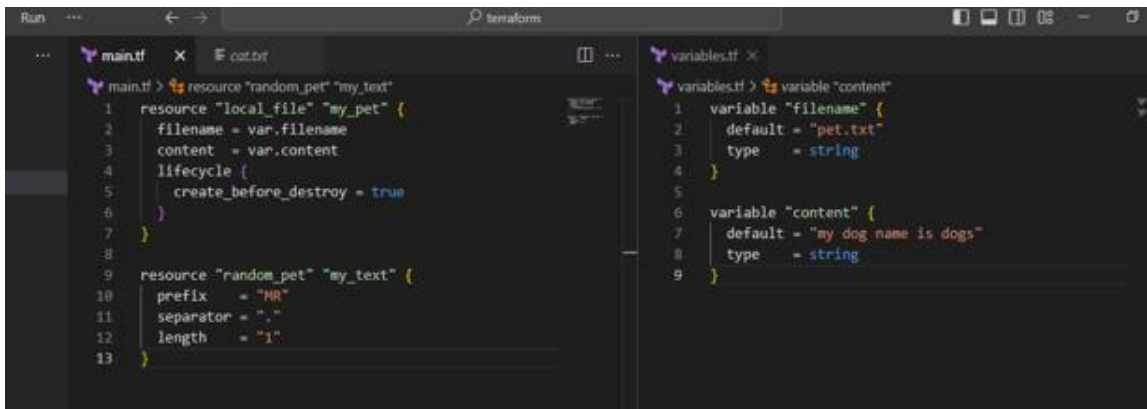 Run ... terraform
main.tf cat.txt
main.tf > resource "random_pet" "my_text"
1 resource "local_file" "my_pet" {
2 filename = var.filename
3 content = var.content
4 lifecycle {
5 create_before_destroy = true
6 }
7 }
8
9 resource "random_pet" "my_text" {
10 prefix = "MR"
11 separator = "."
12 length = "1"
13 }
variables.tf
variables.tf > variable "content"
1 variable "filename" {
2 default = "pet.txt"
3 type = string
4 }
5
6 variable "content" {
7 default = "my dog name is dogs"
8 type = string
9 }